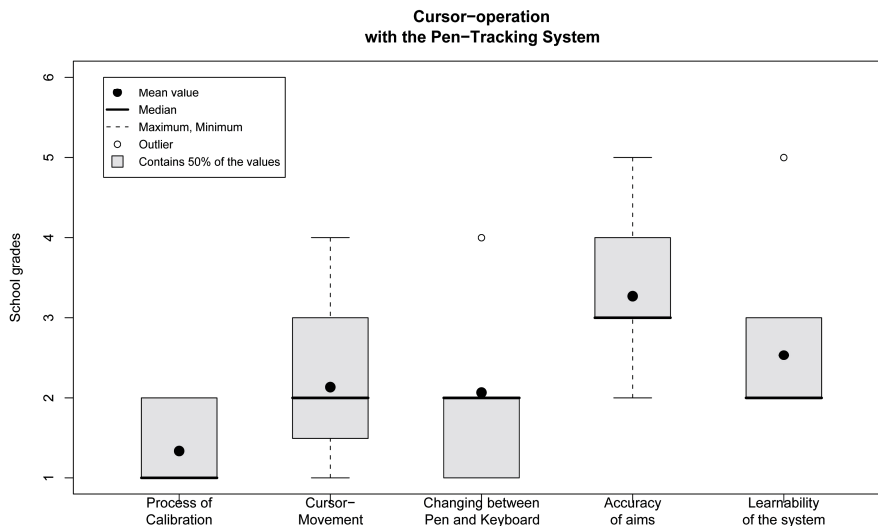 Cursor−operation
with the Pen−Tracking System
6
5
4
3
2
1
School grades
Mean value
Median
Maximum, Minimum
Outlier
Contains 50% of the values
Process of
Calibration
Cursor−
Movement
Changing between
Pen and Keyboard
Accuracy
of aims
Learnability
of the system